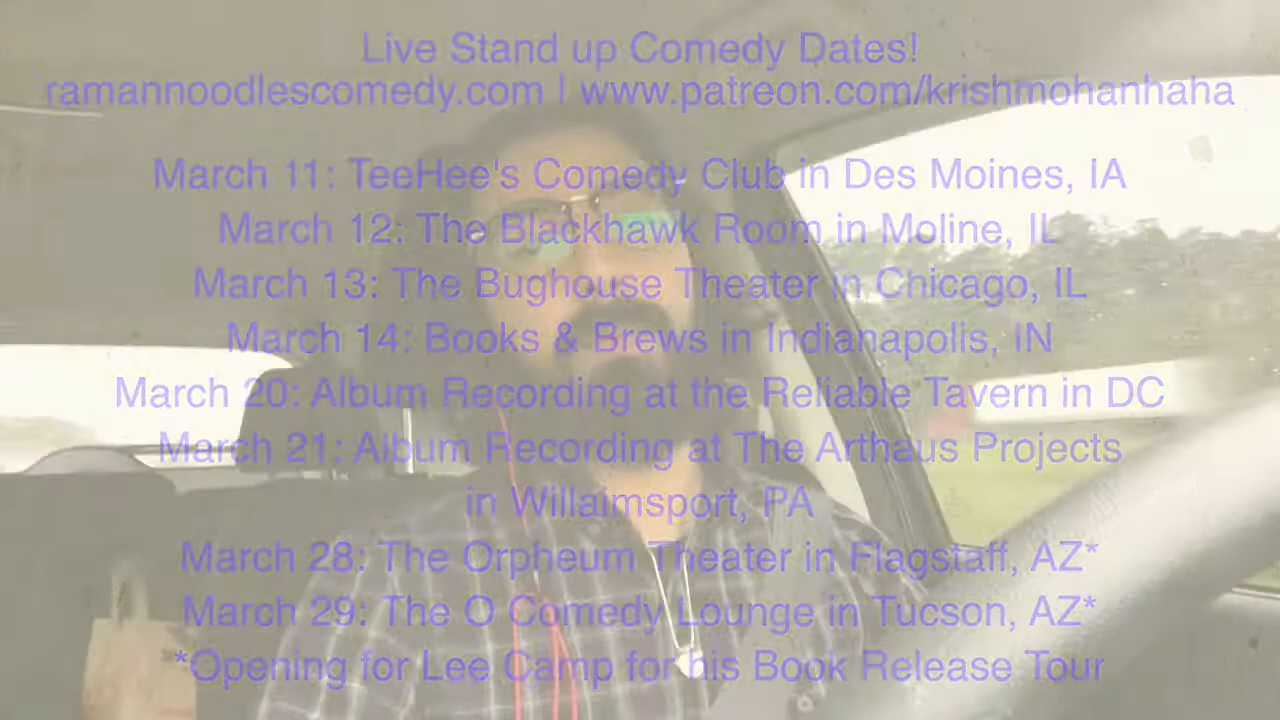 Live Stand up Comedy Dates!
ramannoodlescomedy.com | www.patreon.com/krishmohanhaha
March 11: TeeHee's Comedy Club in Des Moines, IA
March 12: The Blackhawk Room in Moline, IL
March 13: The Bughouse Theater in Chicago, IL
March 14: Books & Brews in Indianapolis, IN
March 20: Album Recording at the Reliable Tavern in DC
March 21: Album Recording at The Arthaus Projects
in Willaimsport, PA
March 28: The Orpheum Theater in Flagstaff, AZ*
March 29: The O Comedy Lounge in Tucson, AZ*
*Opening for Lee Camp for his Book Release Tour